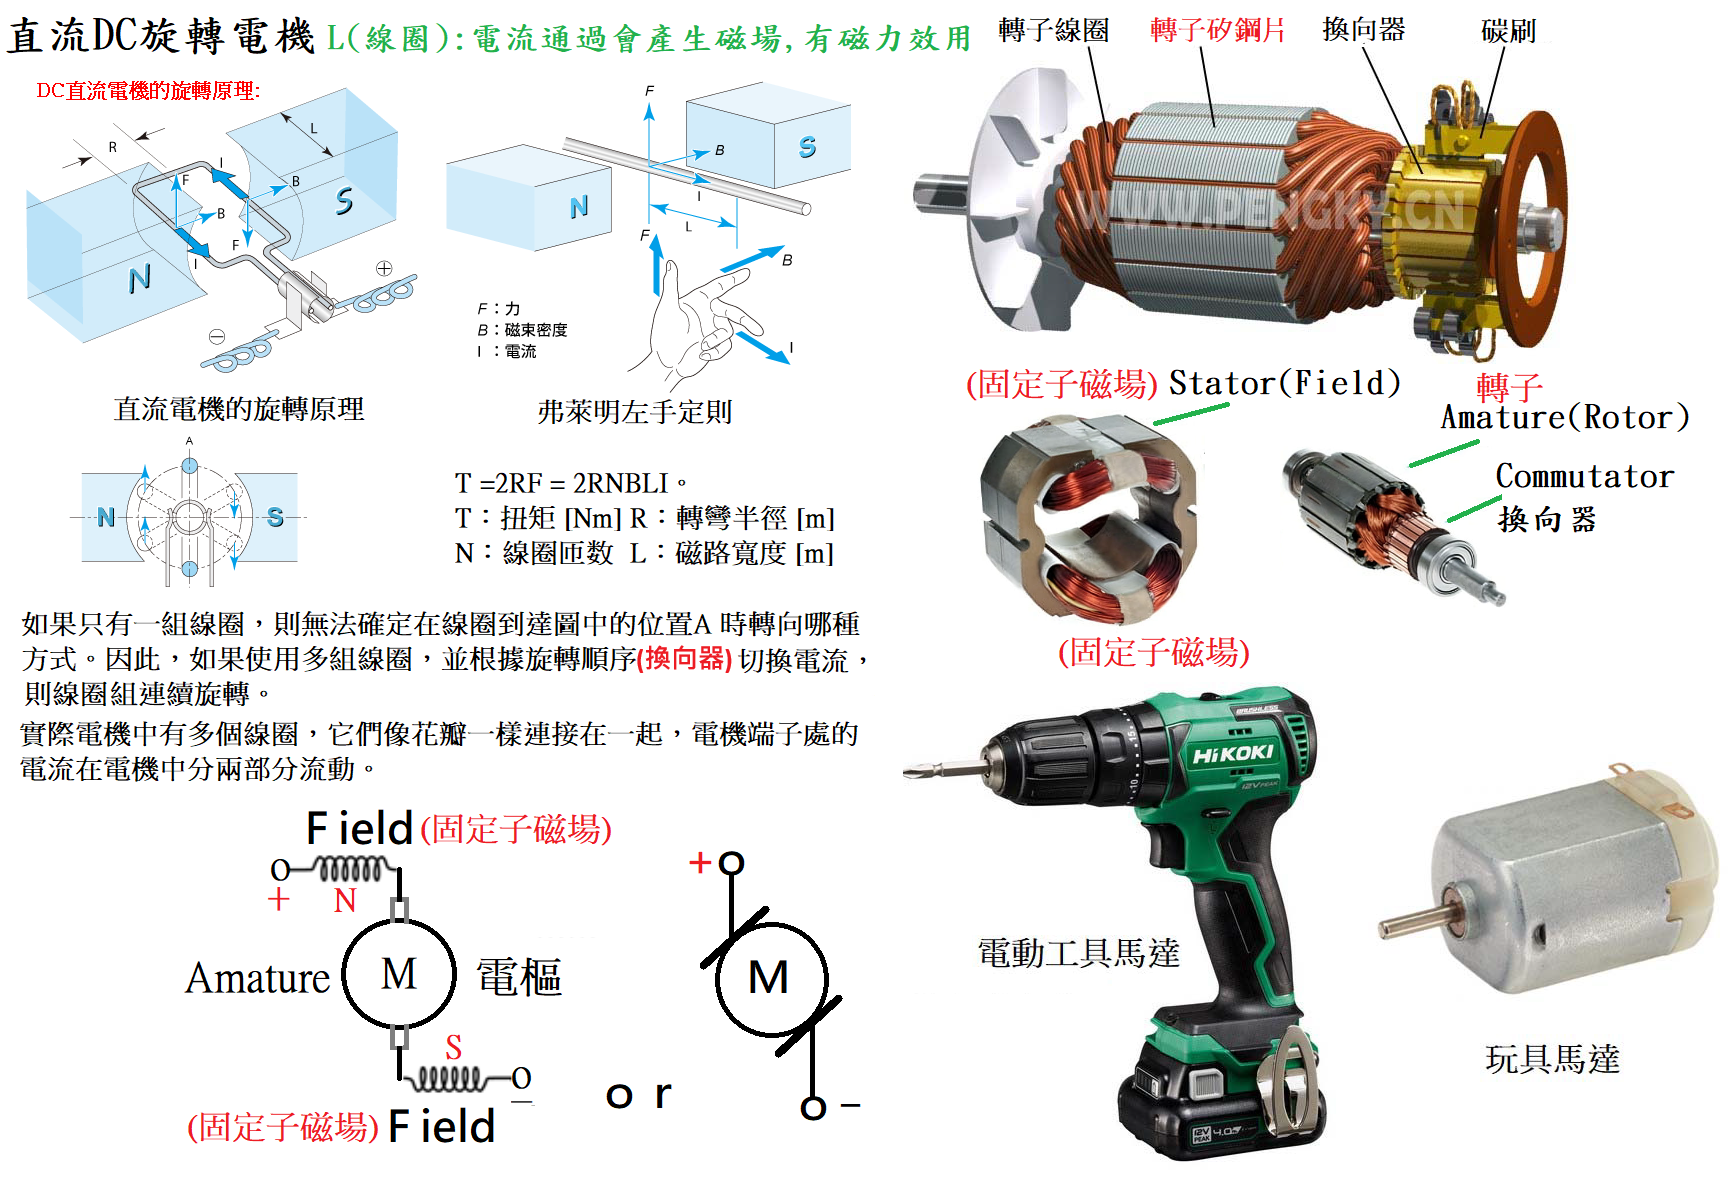 直流DC旋轉電機 L(線圈):電流通過會產生磁場,有磁力效用
DC直流電機的旋轉原理:
R
L
I
F
B
S
B
F
I
N
+
−
直流電機的旋轉原理
F
B
S
N
I
L
F
B
I
F：力
B：磁束密度
I：電流
弗萊明左手定則
A
N
S
T =2RF = 2RNBLI。
T：扭矩 [Nm] R：轉彎半徑 [m]
N：線圈匝数 L：磁路寬度 [m]
如果只有一組線圈，則無法確定在線圈到達圖中的位置A 時轉向哪種
方式。因此，如果使用多組線圈，並根據旋轉順序(換向器) 切換電流，
則線圈組連續旋轉。
實際電機中有多個線圈，它們像花瓣一樣連接在一起，電機端子處的
電流在電機中分兩部分流動。
Field (固定子磁場)
+ N
Amature M 電樞
S
−
(固定子磁場) Field
or
+
M
−
轉子線圈 轉子矽鋼片 換向器 碳刷
WWW.PENGKY.CN
(固定子磁場) Stator(Field)
轉子
Amature(Rotor)
Commutator
換向器
(固定子磁場)
BRUSHLESS
HiKOKI
12V PEAK
12V PEAK 4.0
電動工具馬達
玩具馬達